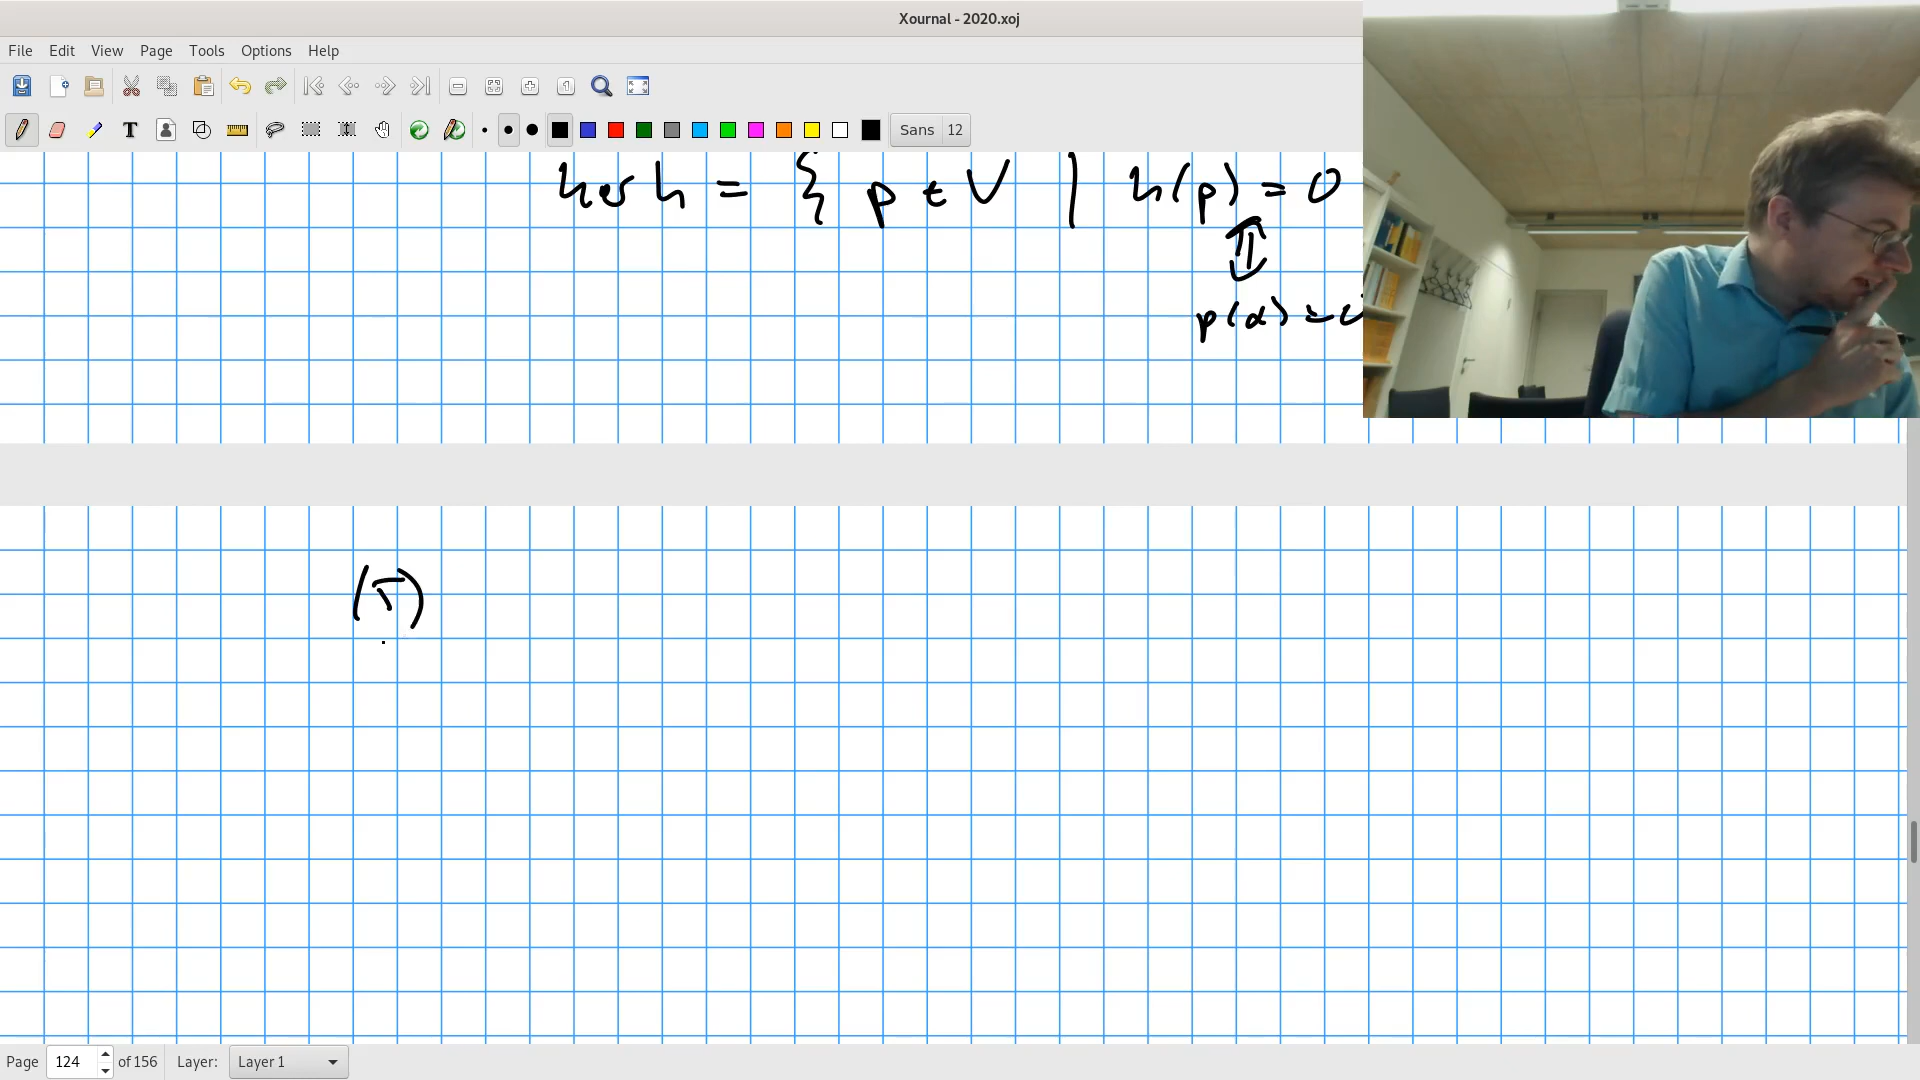 Xournal - 2020.xoj
File Edit View Page Tools Options Help
Sans 12
ker h = { p ∈ V | h(p) = 0
⇕
p(α) = 0
Page 124 of 156 Layer: Layer 1